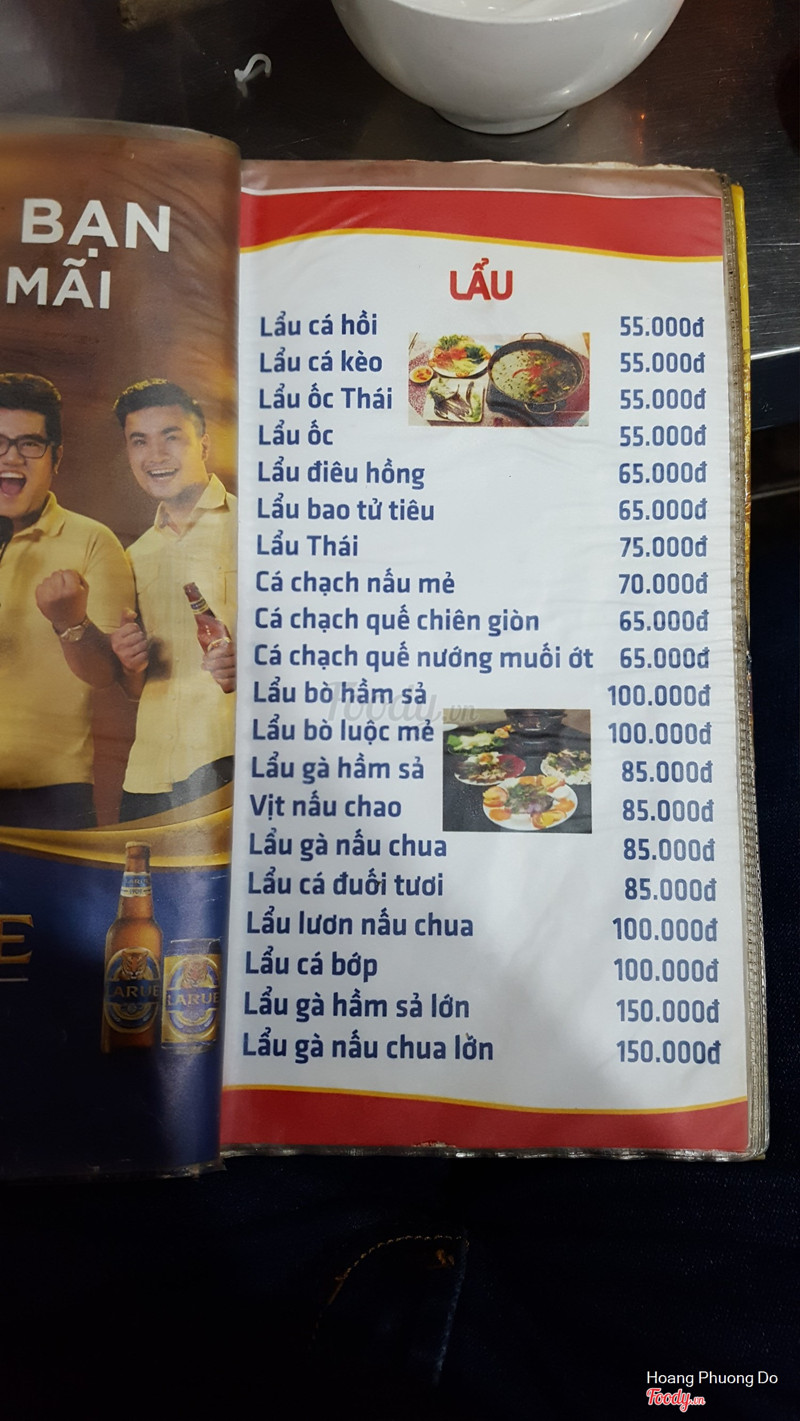 BẠN
MÃI
LARUE
LARUE
E
LẨU
Lẩu cá hồi 55.000đ
Lẩu cá kèo 55.000đ
Lẩu ốc Thái 55.000đ
Lẩu ốc 55.000đ
Lẩu điêu hồng 65.000đ
Lẩu bao tử tiêu 65.000đ
Lẩu Thái 75.000đ
Cá chạch nấu mẻ 70.000đ
Cá chạch quế chiên giòn 65.000đ
Cá chạch quế nướng muối ớt 65.000đ
Lẩu bò hầm sả 100.000đ
Lẩu bò luộc mẻ 100.000đ
Lẩu gà hầm sả 85.000đ
Vịt nấu chao 85.000đ
Lẩu gà nấu chua 85.000đ
Lẩu cá đuối tươi 85.000đ
Lẩu lươn nấu chua 100.000đ
Lẩu cá bớp 100.000đ
Lẩu gà hầm sả lớn 150.000đ
Lẩu gà nấu chua lớn 150.000đ
Foody.vn
Hoang Phuong Do
Foody.vn